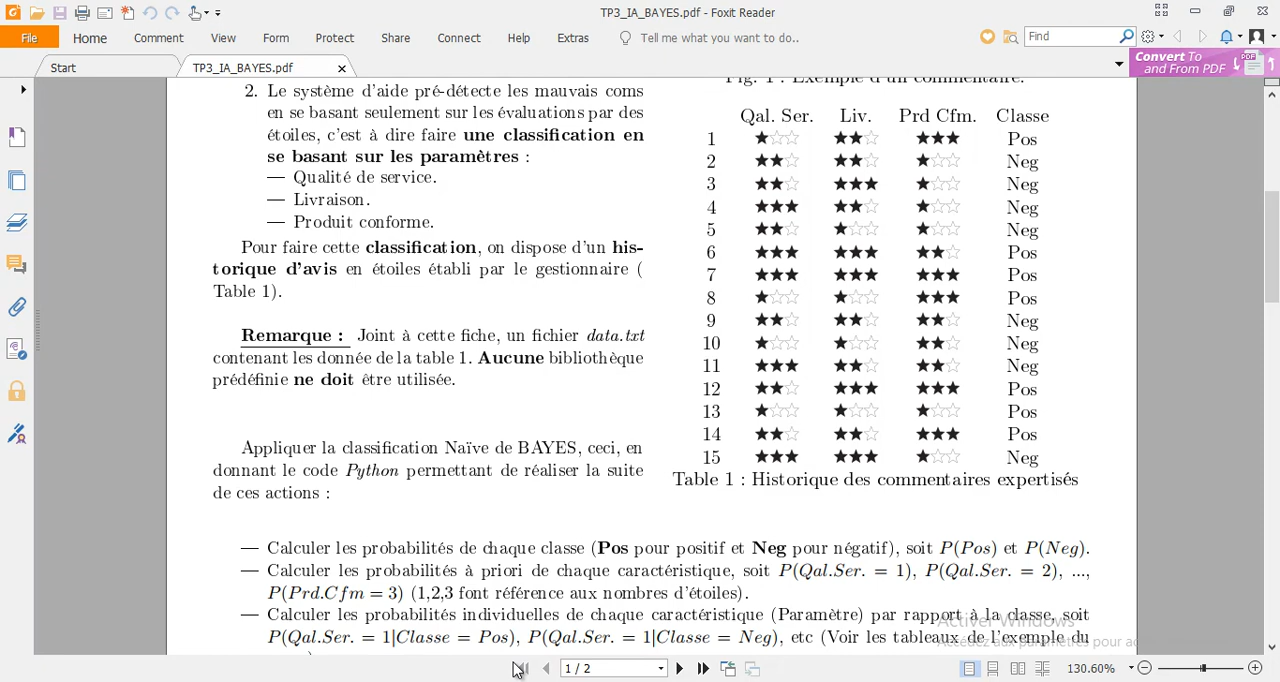 TP3_IA_BAYES.pdf - Foxit Reader
File Home Comment View Form Protect Share Connect Help Extras Tell me what you want to do.. Find
Start TP3_IA_BAYES.pdf Convert To
and From PDF PDF
Fig. 1 : Exemple d'un commentaire.
2. Le système d'aide pré-détecte les mauvais coms
en se basant seulement sur les évaluations par des
étoiles, c'est à dire faire une classification en
se basant sur les paramètres :
— Qualité de service.
— Livraison.
— Produit conforme.
Pour faire cette classification, on dispose d'un his-
torique d'avis en étoiles établi par le gestionnaire (
Table 1).
Remarque : Joint à cette fiche, un fichier data.txt
contenant les donnée de la table 1. Aucune bibliothèque
prédéfinie ne doit être utilisée.
Appliquer la classification Naïve de BAYES, ceci, en
donnant le code Python permettant de réaliser la suite
de ces actions :
Qal. Ser. Liv. Prd Cfm. Classe
1 ★☆☆ ★★☆ ★★★ Pos
2 ★★☆ ★★☆ ★☆☆ Neg
3 ★★☆ ★★★ ★☆☆ Neg
4 ★★★ ★★☆ ★☆☆ Neg
5 ★★☆ ★☆☆ ★☆☆ Neg
6 ★★★ ★★★ ★★☆ Pos
7 ★★★ ★★★ ★★★ Pos
8 ★☆☆ ★☆☆ ★★★ Pos
9 ★★☆ ★★☆ ★★☆ Neg
10 ★☆☆ ★☆☆ ★★☆ Neg
11 ★★★ ★★☆ ★★☆ Neg
12 ★★☆ ★★★ ★★★ Pos
13 ★☆☆ ★☆☆ ★☆☆ Pos
14 ★★☆ ★★☆ ★★★ Pos
15 ★★★ ★★★ ★☆☆ Neg
Table 1 : Historique des commentaires expertisés
— Calculer les probabilités de chaque classe (Pos pour positif et Neg pour négatif), soit P(Pos) et P(Neg).
— Calculer les probabilités à priori de chaque caractéristique, soit P(Qal.Ser. = 1), P(Qal.Ser. = 2), ...,
P(Prd.Cfm = 3) (1,2,3 font référence aux nombres d'étoiles).
— Calculer les probabilités individuelles de chaque caractéristique (Paramètre) par rapport à la classe, soit
P(Qal.Ser. = 1|Classe = Pos), P(Qal.Ser. = 1|Classe = Neg), etc (Voir les tableaux de l'exemple du
Activer Windows
Accédez aux paramètres pour
1 / 2 130.60%